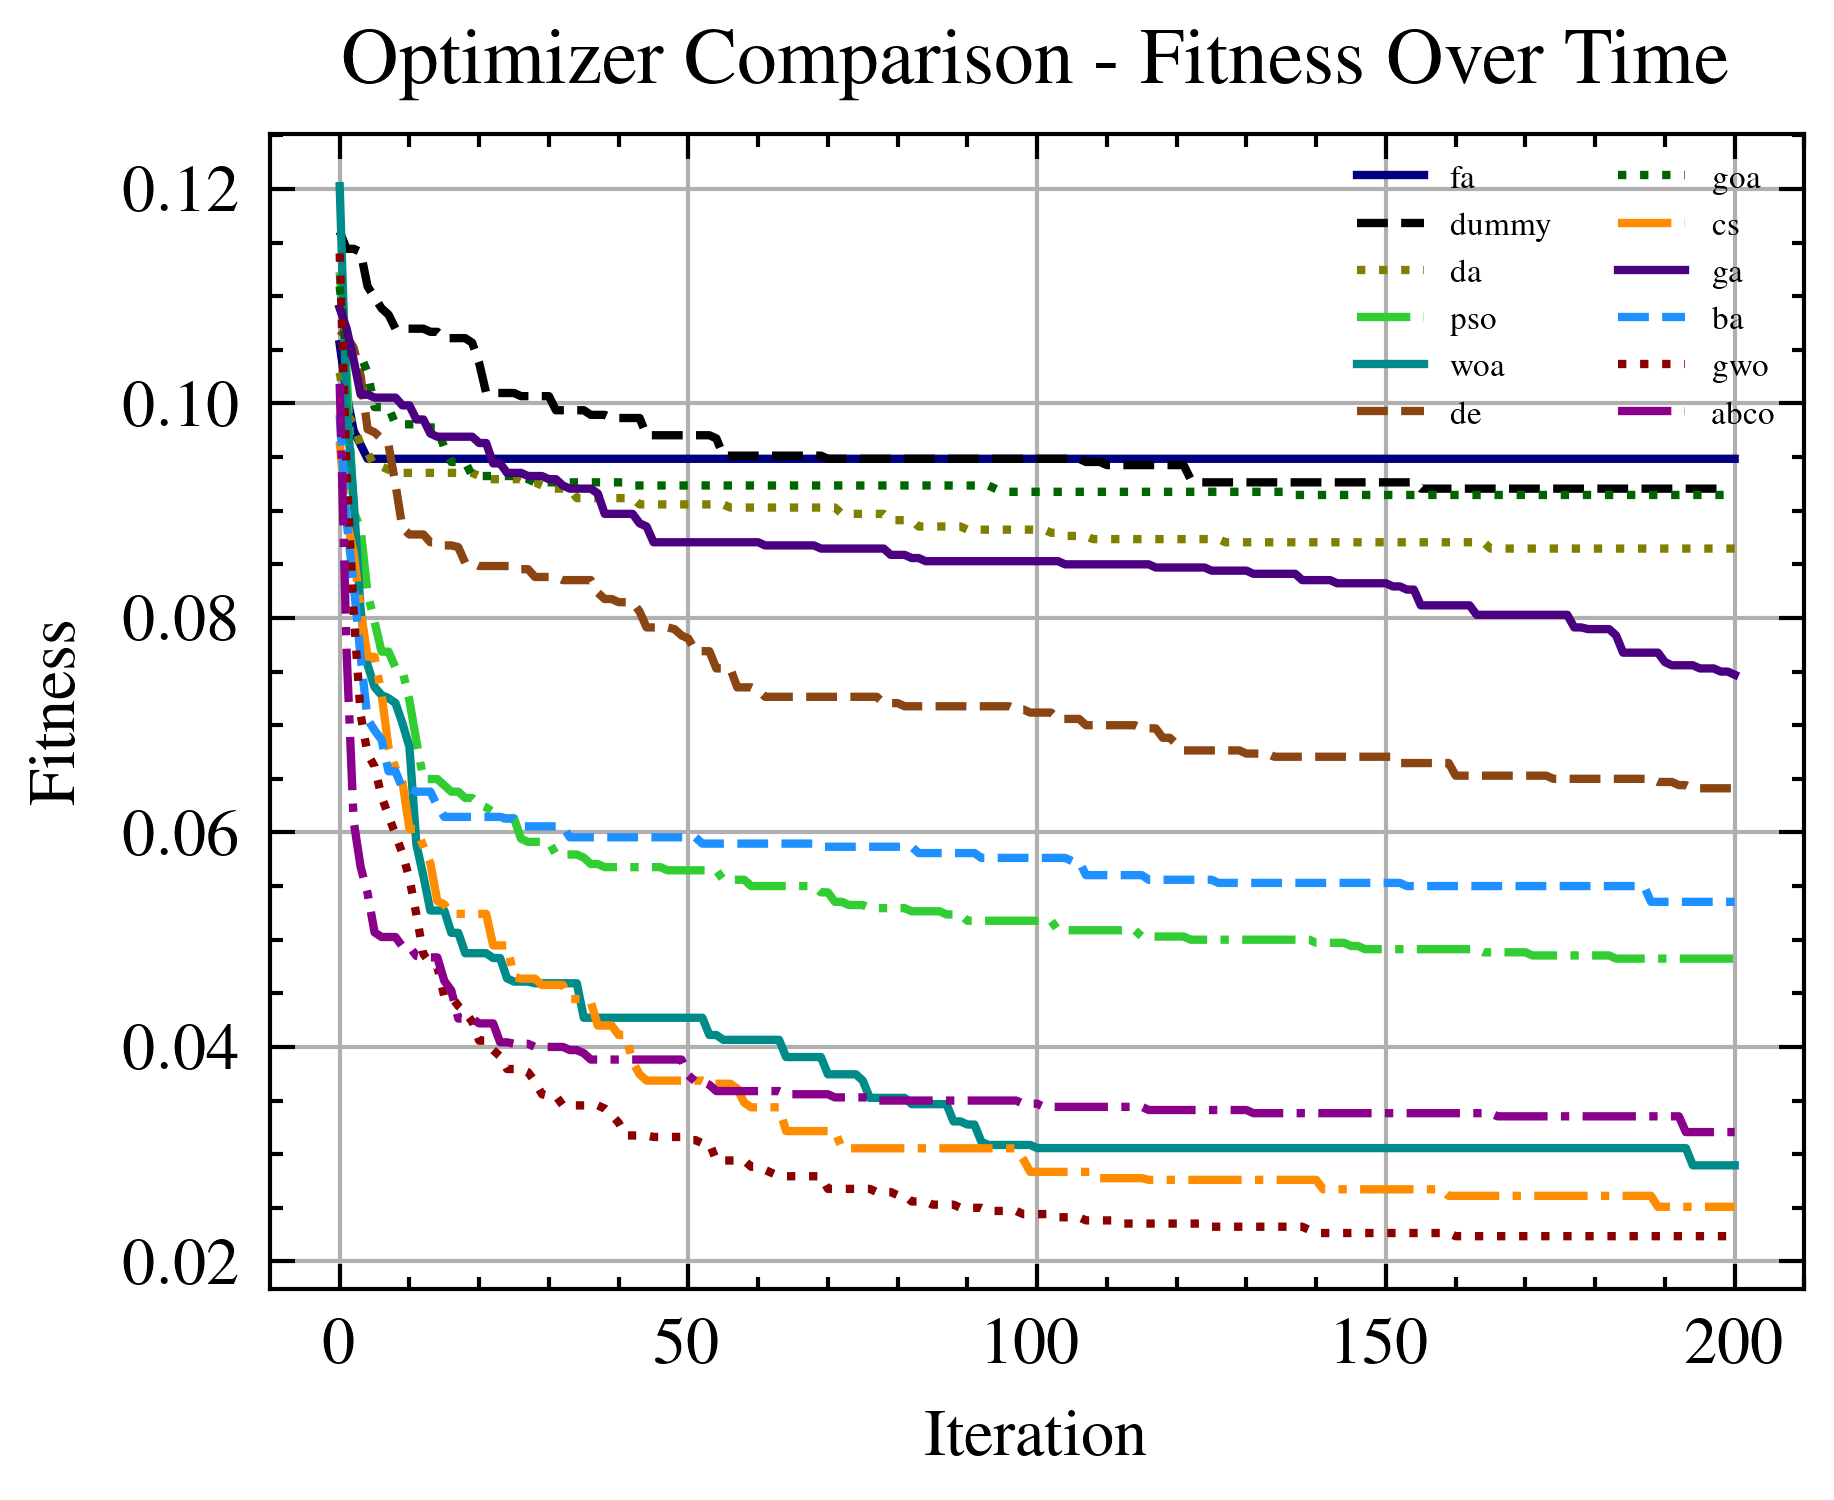 Optimizer Comparison - Fitness Over Time
0.12
0.10
0.08
0.06
0.04
0.02
Fitness
fa
dummy
da
pso
woa
de
goa
cs
ga
ba
gwo
abco
0 50 100 150 200
Iteration